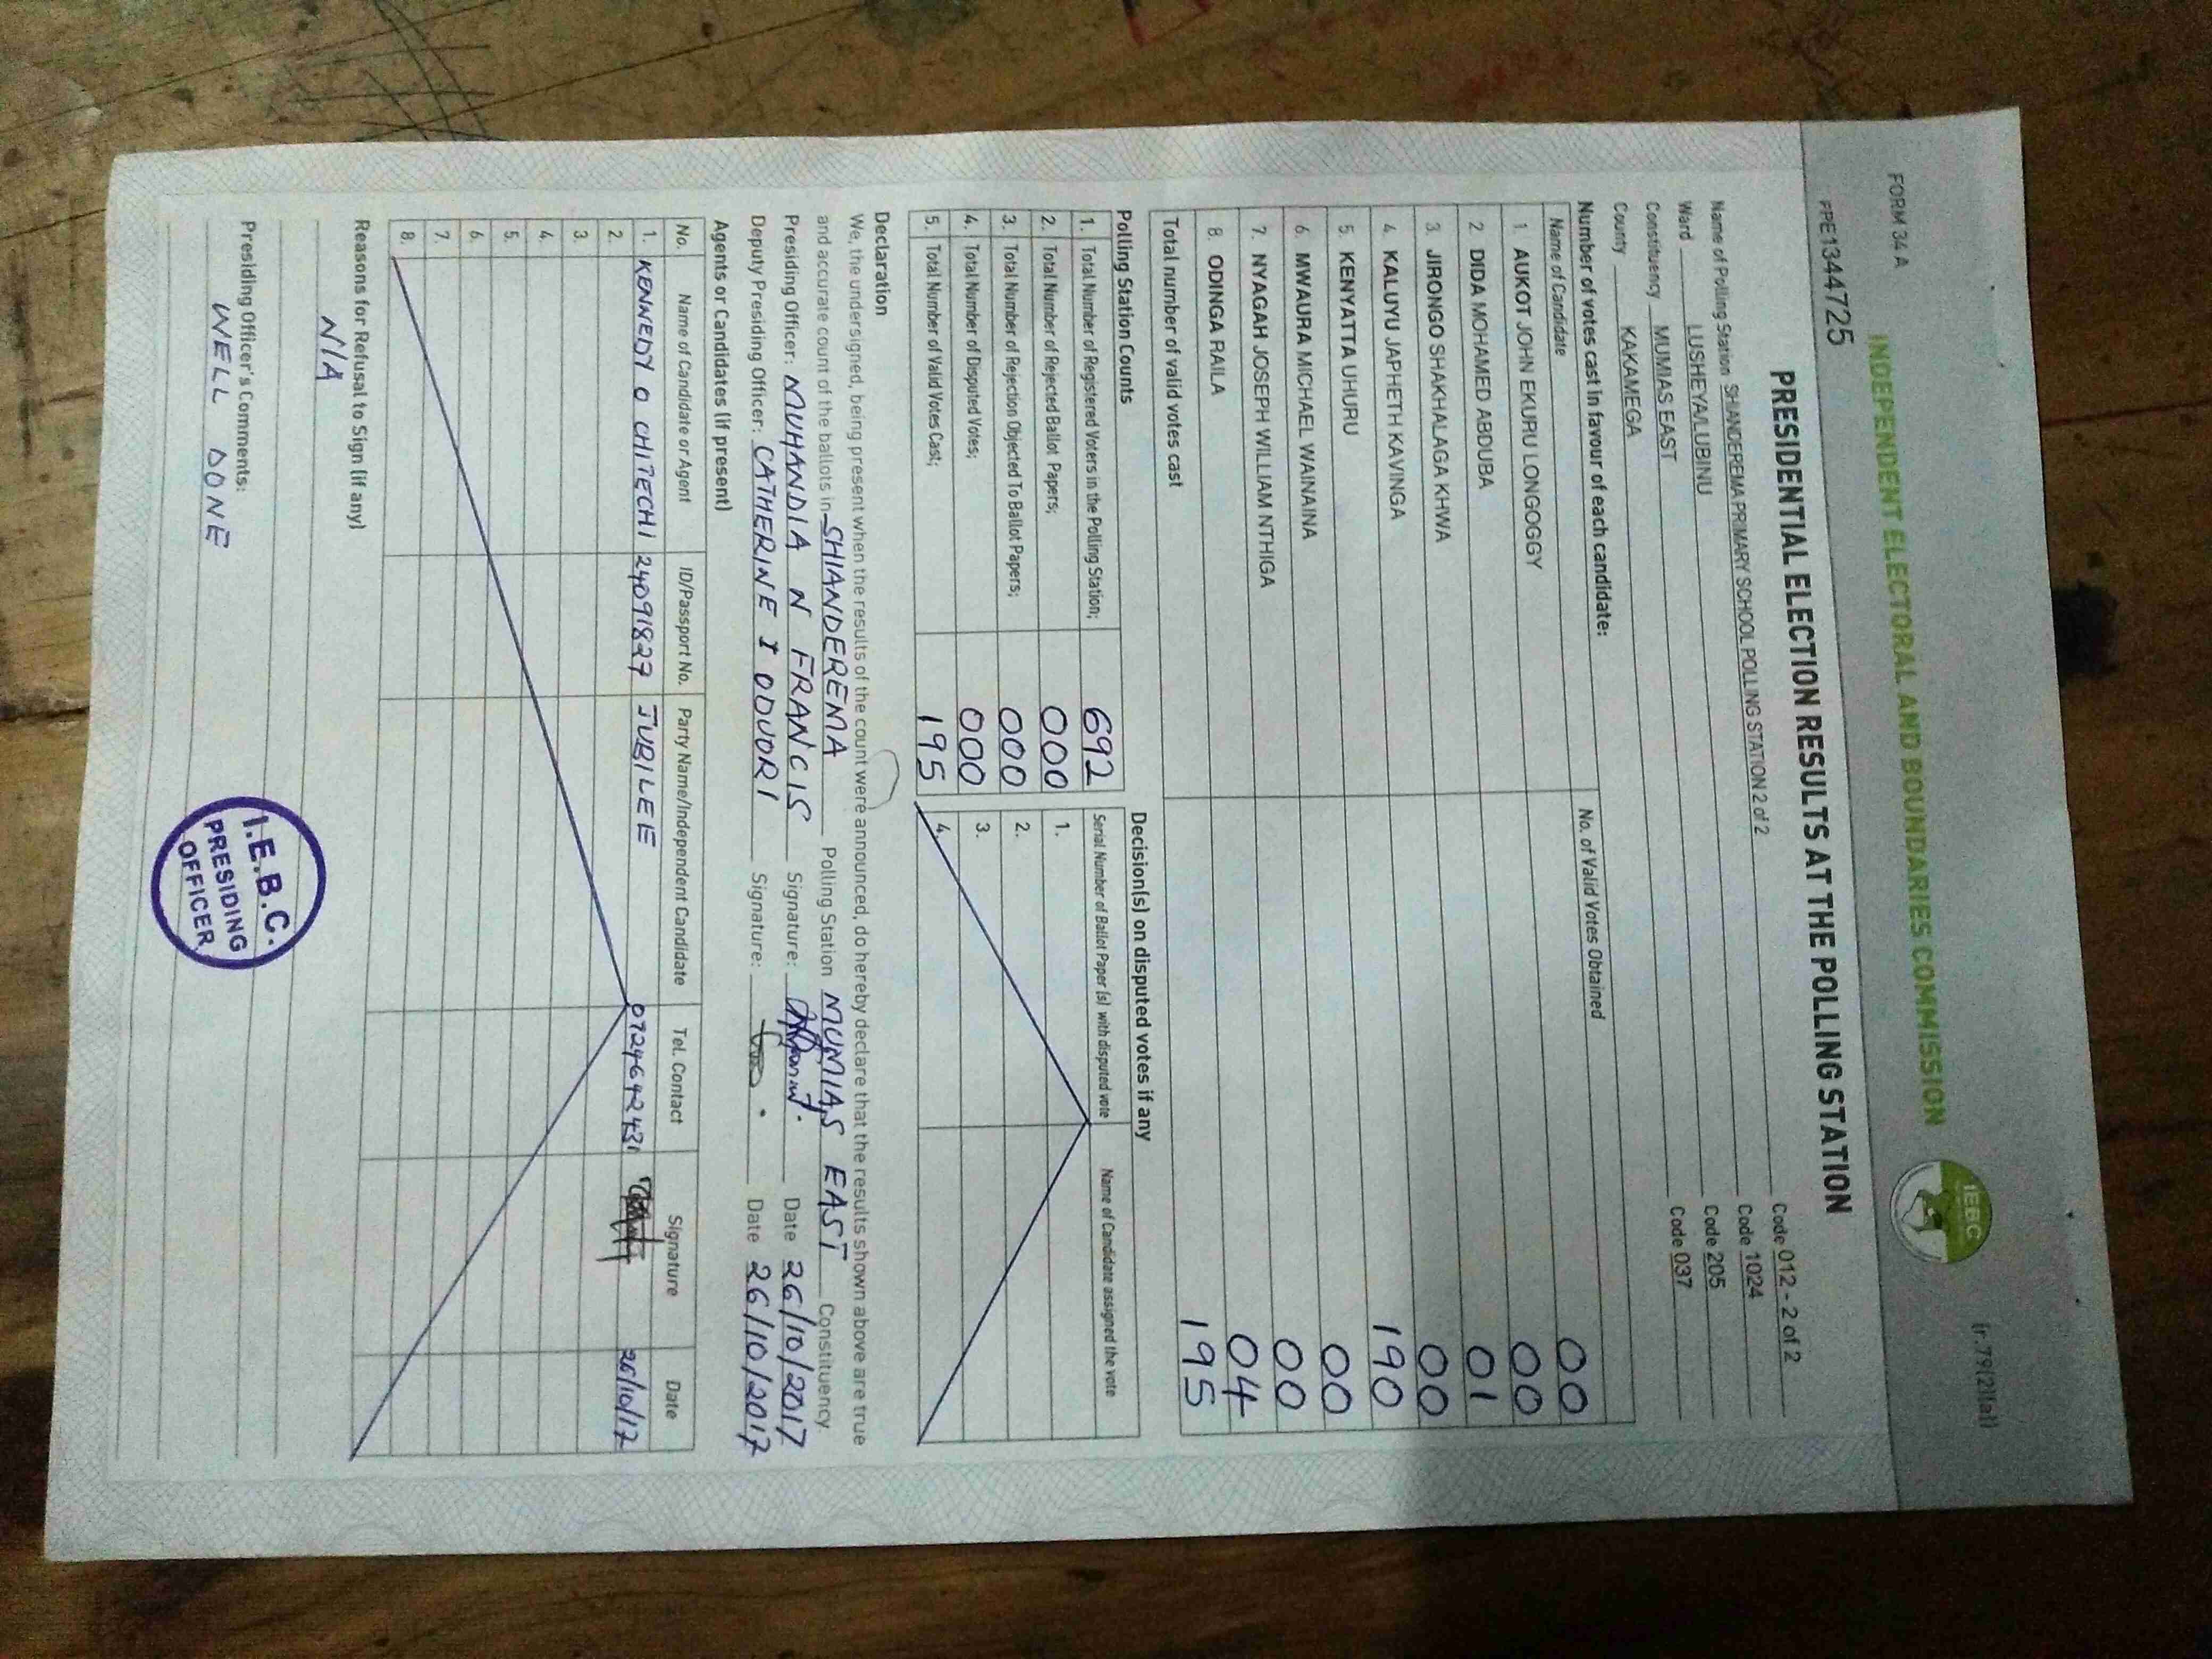 FORM 34 A
(r.79(2)(a))
INDEPENDENT ELECTORAL AND BOUNDARIES COMMISSION
IEBC
PPE1344725
PRESIDENTIAL ELECTION RESULTS AT THE POLLING STATION
Name of Polling Station SHANDEREMA PRIMARY SCHOOL POLLING STATION 2 of 2 Code 012 - 2 of 2
Ward LUSHEYA/LUBINU Code 1024
Constituency MUMIAS EAST Code 205
County KAKAMEGA Code 037
Number of votes cast in favour of each candidate:
Name of Candidate No. of Valid Votes Obtained
1. AUKOT JOHN EKURU LONGOGGY 00
2 DIDA MOHAMED ABDUBA 00
3. JIRONGO SHAKHALAGA KHWA 01
4. KALUYU JAPHETH KAVINGA 00
5. KENYATTA UHURU 190
6. MWAURA MICHAEL WAINAINA 00
7. NYAGAH JOSEPH WILLIAM NTHIGA 00
8. ODINGA RAILA 04
Total number of valid votes cast 195
Polling Station Counts
1. Total Number of Registered Voters in the Polling Station; 692
2. Total Number of Rejected Ballot Papers; 000
3. Total Number of Rejection Objected To Ballot Papers; 000
4. Total Number of Disputed Votes; 000
5. Total Number of Valid Votes Cast; 195
Decision(s) on disputed votes if any
Serial Number of Ballot Paper (s) with disputed vote Name of Candidate assigned the vote
1.
2.
3.
4.
Declaration
We, the undersigned, being present when the results of the count were announced, do hereby declare that the results shown above are true
and accurate count of the ballots in SHIANDEREMA Polling Station MUMIAS EAST Constituency
Presiding Officer: MUHANDIA N FRANCIS Signature: Date 26/10/2017
Deputy Presiding Officer: CATHERINE I ODUORI Signature: Date 26/10/2017
Agents or Candidates (if present)
No. Name of Candidate or Agent ID/Passport No. Party Name/Independent Candidate Tel. Contact Signature Date
1. KENNEDY O CHITECHI 24091827 JUBILEE 0724642431 26/10/17
2.
3.
4.
5.
6.
7.
8.
Reasons for Refusal to Sign (if any)
N/A
Presiding Officer's Comments:
WELL DONE
I.E.B.C.
PRESIDING
OFFICER